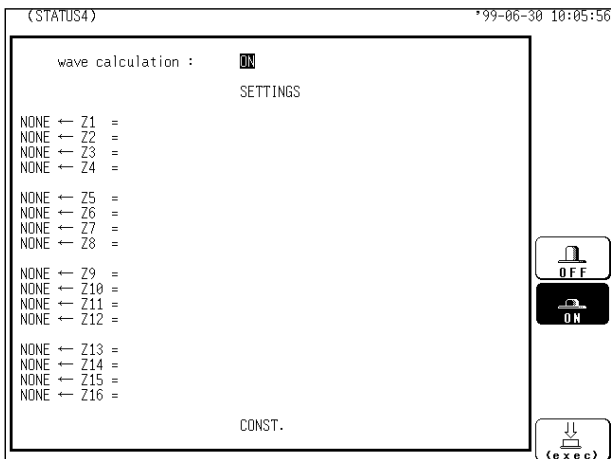 (STATUS4) '99-06-30 10:05:56
wave calculation : ON
SETTINGS
NONE ← Z1 =
NONE ← Z2 =
NONE ← Z3 =
NONE ← Z4 =
NONE ← Z5 =
NONE ← Z6 =
NONE ← Z7 =
NONE ← Z8 =
NONE ← Z9 =
NONE ← Z10 =
NONE ← Z11 =
NONE ← Z12 =
NONE ← Z13 =
NONE ← Z14 =
NONE ← Z15 =
NONE ← Z16 =
CONST.
OFF
ON
(exec)